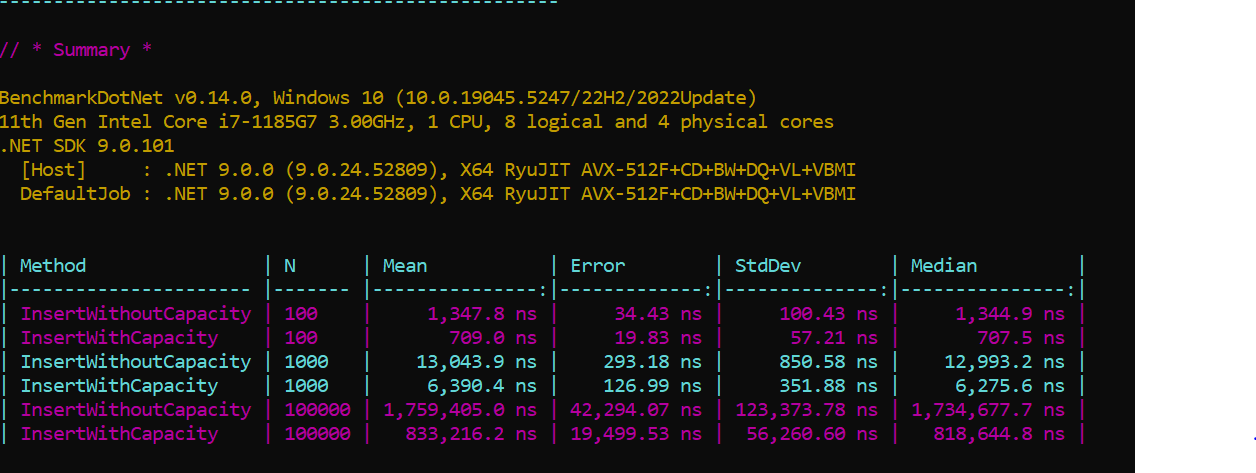 // * Summary *
BenchmarkDotNet v0.14.0, Windows 10 (10.0.19045.5247/22H2/2022Update)
11th Gen Intel Core i7-1185G7 3.00GHz, 1 CPU, 8 logical and 4 physical cores
.NET SDK 9.0.101
[Host]     : .NET 9.0.0 (9.0.24.52809), X64 RyuJIT AVX-512F+CD+BW+DQ+VL+VBMI
DefaultJob : .NET 9.0.0 (9.0.24.52809), X64 RyuJIT AVX-512F+CD+BW+DQ+VL+VBMI
| Method                | N      | Mean           | Error        | StdDev        | Median         |
|---------------------- |------- |---------------:|-------------:|--------------:|---------------:|
| InsertWithoutCapacity | 100    |     1,347.8 ns |     34.43 ns |     100.43 ns |     1,344.9 ns |
| InsertWithCapacity    | 100    |       709.0 ns |     19.83 ns |      57.21 ns |       707.5 ns |
| InsertWithoutCapacity | 1000   |    13,043.9 ns |    293.18 ns |     850.58 ns |    12,993.2 ns |
| InsertWithCapacity    | 1000   |     6,390.4 ns |    126.99 ns |     351.88 ns |     6,275.6 ns |
| InsertWithoutCapacity | 100000 | 1,759,405.0 ns | 42,294.07 ns | 123,373.78 ns | 1,734,677.7 ns |
| InsertWithCapacity    | 100000 |   833,216.2 ns | 19,499.53 ns |  56,260.60 ns |   818,644.8 ns |